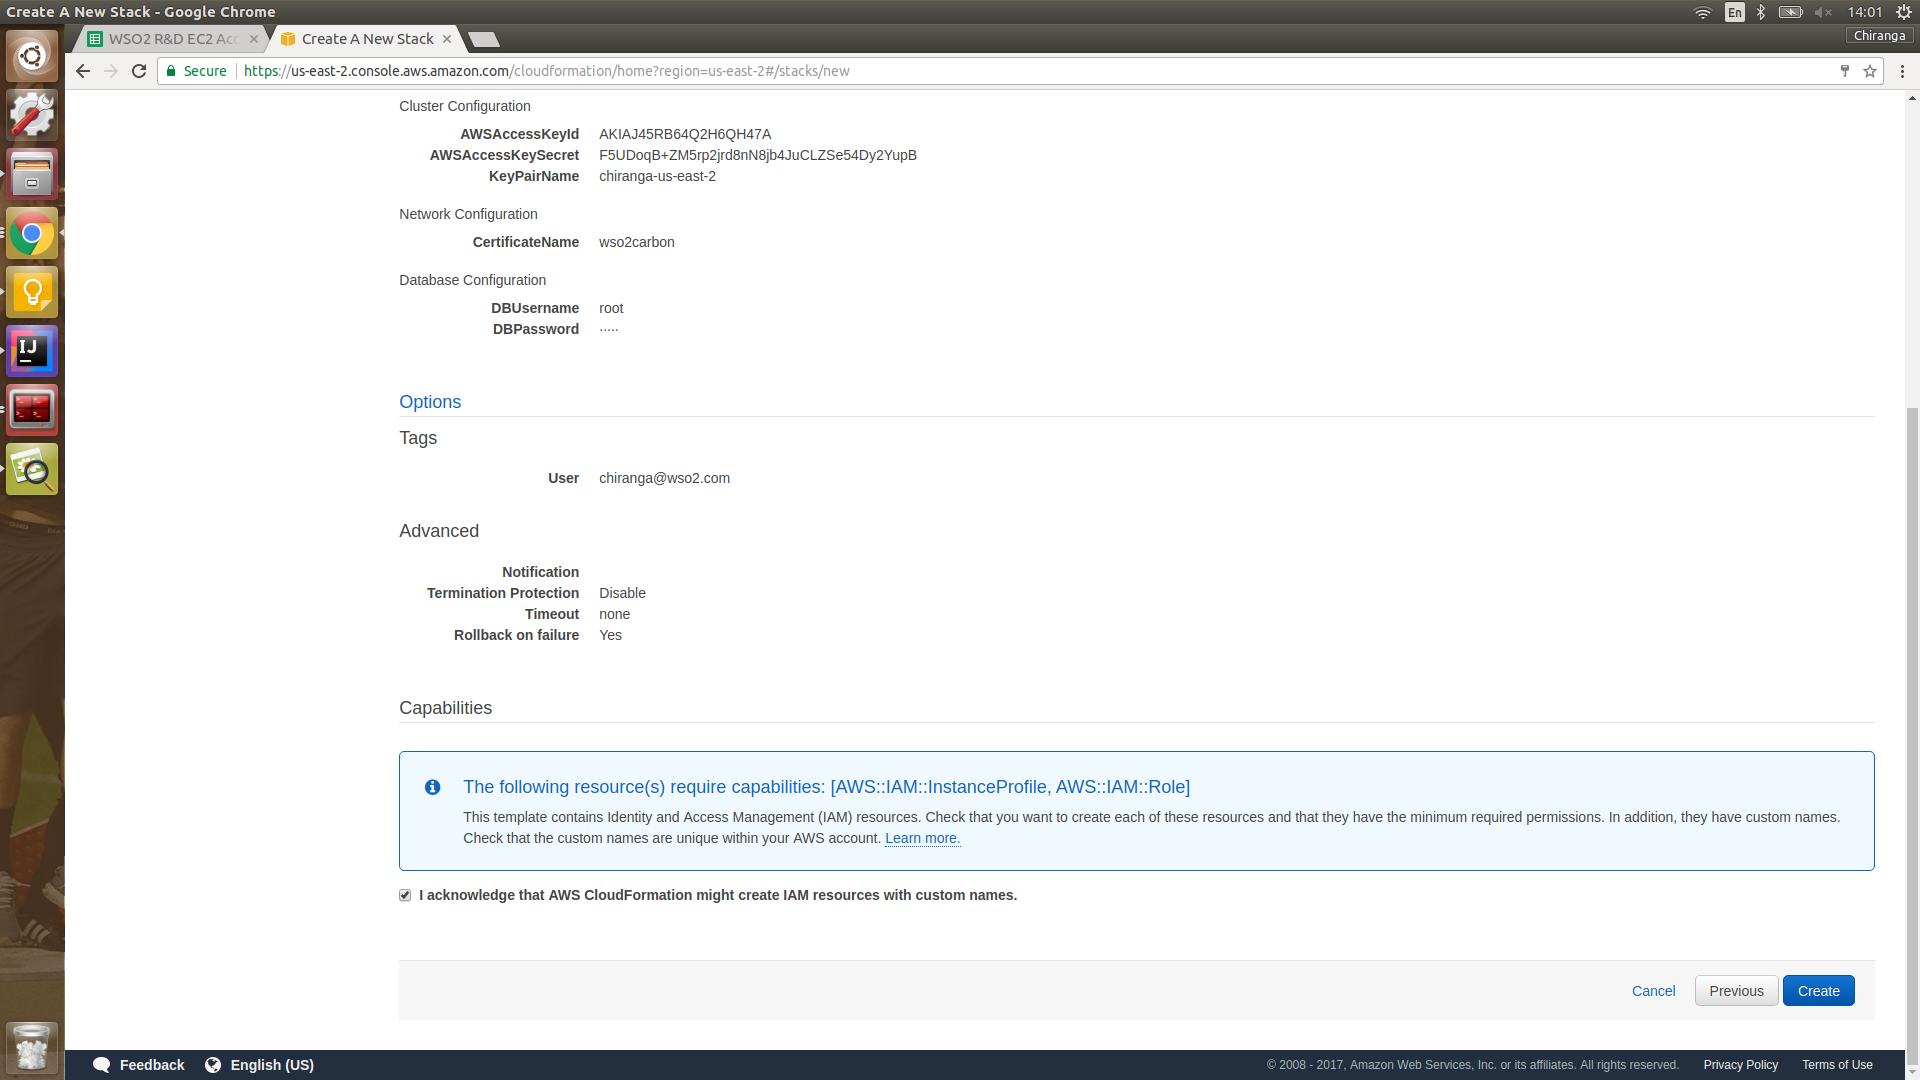 Create A New Stack - Google Chrome
En
14:01
WSO2 R&D EC2 Acc
Create A New Stack
Chiranga
Secure
https://us-east-2.console.aws.amazon.com/cloudformation/home?region=us-east-2#/stacks/new
Cluster Configuration
AWSAccessKeyId AKIAJ45RB64Q2H6QH47A
AWSAccessKeySecret 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
KeyPairName chiranga-us-east-2
Network Configuration
CertificateName wso2carbon
Database Configuration
DBUsername root
DBPassword .....
Options
Tags
User chiranga@wso2.com
Advanced
Notification
Termination Protection Disable
Timeout none
Rollback on failure Yes
Capabilities
The following resource(s) require capabilities: [AWS::IAM::InstanceProfile, AWS::IAM::Role]
This template contains Identity and Access Management (IAM) resources. Check that you want to create each of these resources and that they have the minimum required permissions. In addition, they have custom names.
Check that the custom names are unique within your AWS account. Learn more.
I acknowledge that AWS CloudFormation might create IAM resources with custom names.
Cancel
Previous
Create
Feedback
English (US)
© 2008 - 2017, Amazon Web Services, Inc. or its affiliates. All rights reserved.
Privacy Policy
Terms of Use